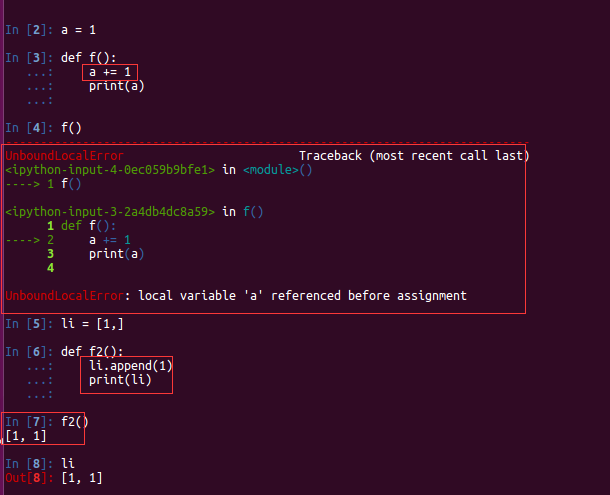 In [2]: a = 1
In [3]: def f():
   ...:     a += 1
   ...:     print(a)
   ...:
In [4]: f()
---------------------------------------------------------------------------
UnboundLocalError                         Traceback (most recent call last)
<ipython-input-4-0ec059b9bfe1> in <module>()
----> 1 f()
<ipython-input-3-2a4db4dc8a59> in f()
      1 def f():
----> 2     a += 1
      3     print(a)
      4
UnboundLocalError: local variable 'a' referenced before assignment
In [5]: li = [1,]
In [6]: def f2():
   ...:     li.append(1)
   ...:     print(li)
   ...:
In [7]: f2()
[1, 1]
In [8]: li
Out[8]: [1, 1]